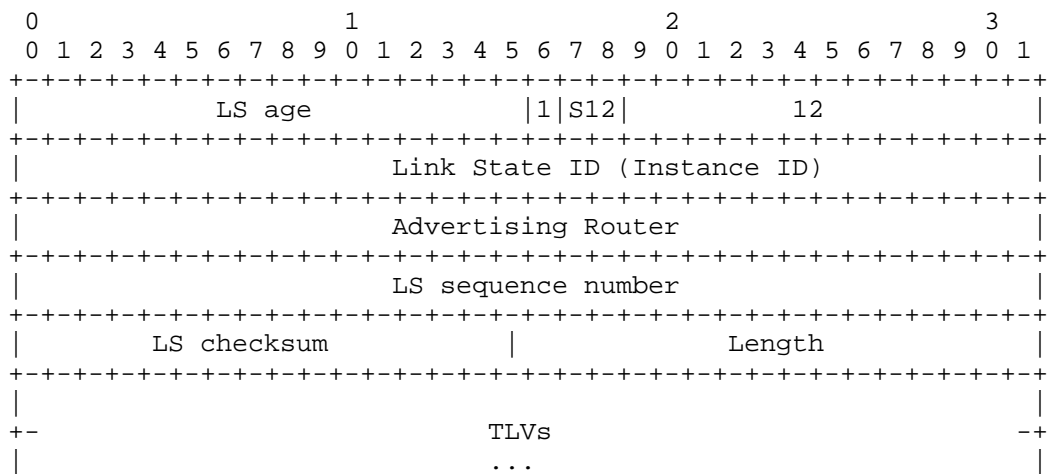 0                   1                   2                   3
 0 1 2 3 4 5 6 7 8 9 0 1 2 3 4 5 6 7 8 9 0 1 2 3 4 5 6 7 8 9 0 1
+-+-+-+-+-+-+-+-+-+-+-+-+-+-+-+-+-+-+-+-+-+-+-+-+-+-+-+-+-+-+-+-+
|            LS age             |1|S12|          12             |
+-+-+-+-+-+-+-+-+-+-+-+-+-+-+-+-+-+-+-+-+-+-+-+-+-+-+-+-+-+-+-+-+
|                       Link State ID (Instance ID)             |
+-+-+-+-+-+-+-+-+-+-+-+-+-+-+-+-+-+-+-+-+-+-+-+-+-+-+-+-+-+-+-+-+
|                       Advertising Router                      |
+-+-+-+-+-+-+-+-+-+-+-+-+-+-+-+-+-+-+-+-+-+-+-+-+-+-+-+-+-+-+-+-+
|                       LS sequence number                      |
+-+-+-+-+-+-+-+-+-+-+-+-+-+-+-+-+-+-+-+-+-+-+-+-+-+-+-+-+-+-+-+-+
|        LS checksum           |             Length             |
+-+-+-+-+-+-+-+-+-+-+-+-+-+-+-+-+-+-+-+-+-+-+-+-+-+-+-+-+-+-+-+-+
|                                                               |
+-                            TLVs                             -+
|                             ...                               |